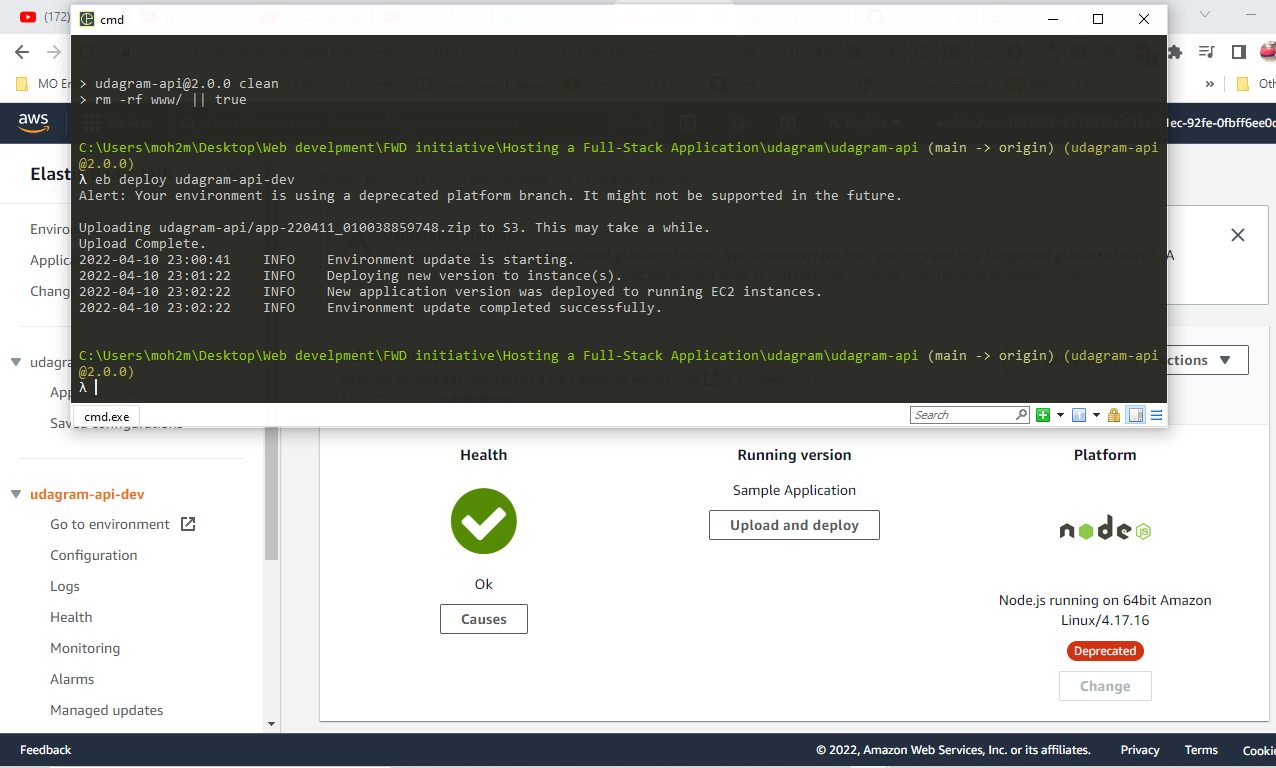 (172)
cmd
MO En
» Oth
aws
1ec-92fe-0fbff6ee0c
> udagram-api@2.0.0 clean
> rm -rf www/ || true
C:\Users\moh2m\Desktop\Web develpment\FWD initiative\Hosting a Full-Stack Application\udagram\udagram-api (main -> origin) (udagram-api
@2.0.0)
λ eb deploy udagram-api-dev
Alert: Your environment is using a deprecated platform branch. It might not be supported in the future.
Uploading udagram-api/app-220411_010038859748.zip to S3. This may take a while.
Upload Complete.
2022-04-10 23:00:41 INFO Environment update is starting.
2022-04-10 23:01:22 INFO Deploying new version to instance(s).
2022-04-10 23:02:22 INFO New application version was deployed to running EC2 instances.
2022-04-10 23:02:22 INFO Environment update completed successfully.
C:\Users\moh2m\Desktop\Web develpment\FWD initiative\Hosting a Full-Stack Application\udagram\udagram-api (main -> origin) (udagram-api
@2.0.0)
λ
cmd.exe
Search
Elast
Enviro
Applica
Chang
udagra
App
Saved configurations
ctions
udagram-api-dev
Go to environment
Configuration
Logs
Health
Monitoring
Alarms
Managed updates
Health
Ok
Causes
Running version
Sample Application
Upload and deploy
Platform
node JS
Node.js running on 64bit Amazon
Linux/4.17.16
Deprecated
Change
Feedback
© 2022, Amazon Web Services, Inc. or its affiliates.
Privacy
Terms
Cookie